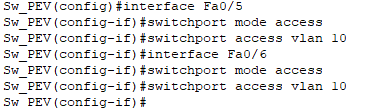 Sw_PEV(config)#interface Fa0/5
Sw_PEV(config-if)#switchport mode access
Sw_PEV(config-if)#switchport access vlan 10
Sw_PEV(config-if)#interface Fa0/6
Sw_PEV(config-if)#switchport mode access
Sw_PEV(config-if)#switchport access vlan 10
Sw_PEV(config-if)#